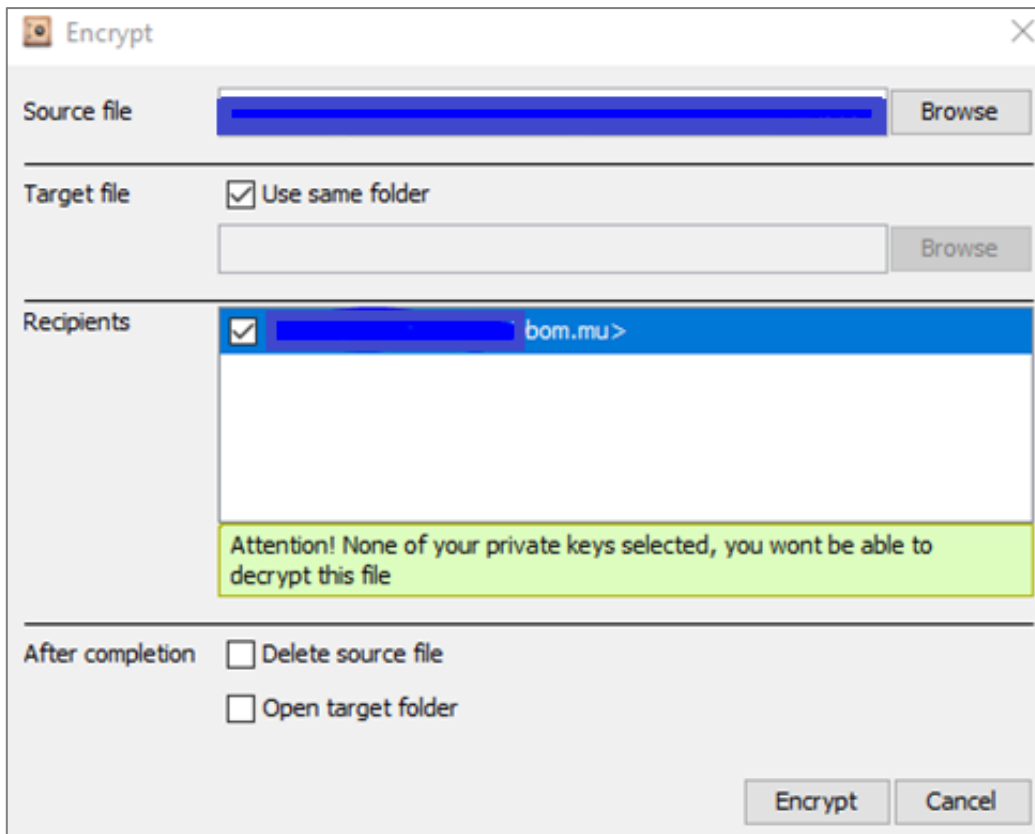 Encrypt
Source file
Browse
Target file
Use same folder
Browse
Recipients
bom.mu>
Attention! None of your private keys selected, you wont be able to
decrypt this file
After completion
Delete source file
Open target folder
Encrypt
Cancel